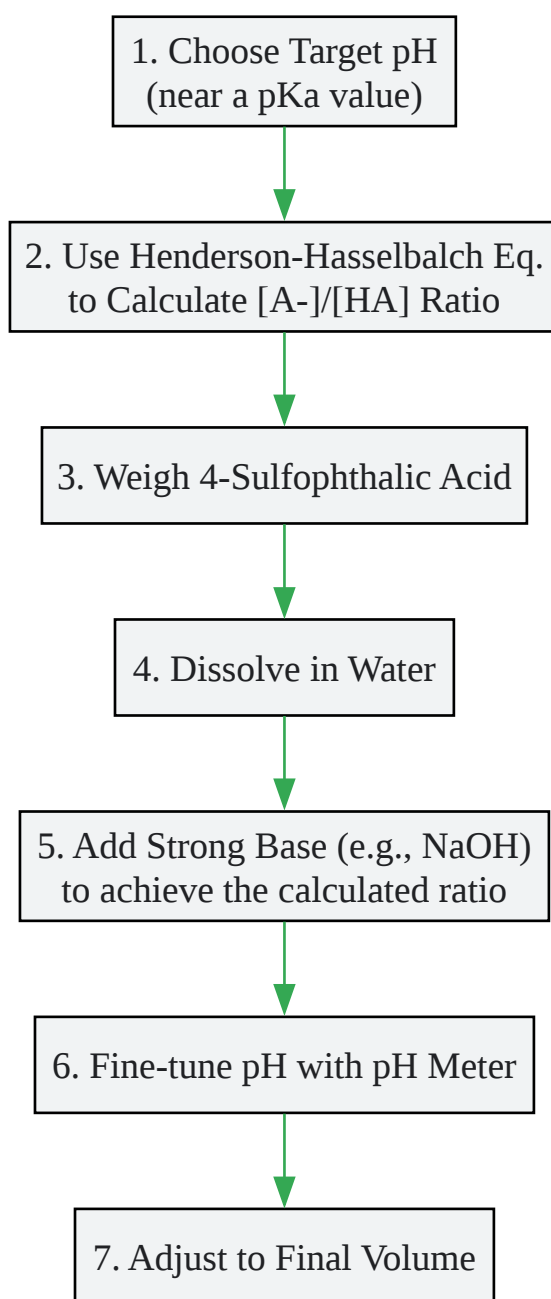 1. Choose Target pH
(near a pKa value)
2. Use Henderson-Hasselbalch Eq.
to Calculate [A-]/[HA] Ratio
3. Weigh 4-Sulfophthalic Acid
4. Dissolve in Water
5. Add Strong Base (e.g., NaOH)
to achieve the calculated ratio
6. Fine-tune pH with pH Meter
7. Adjust to Final Volume